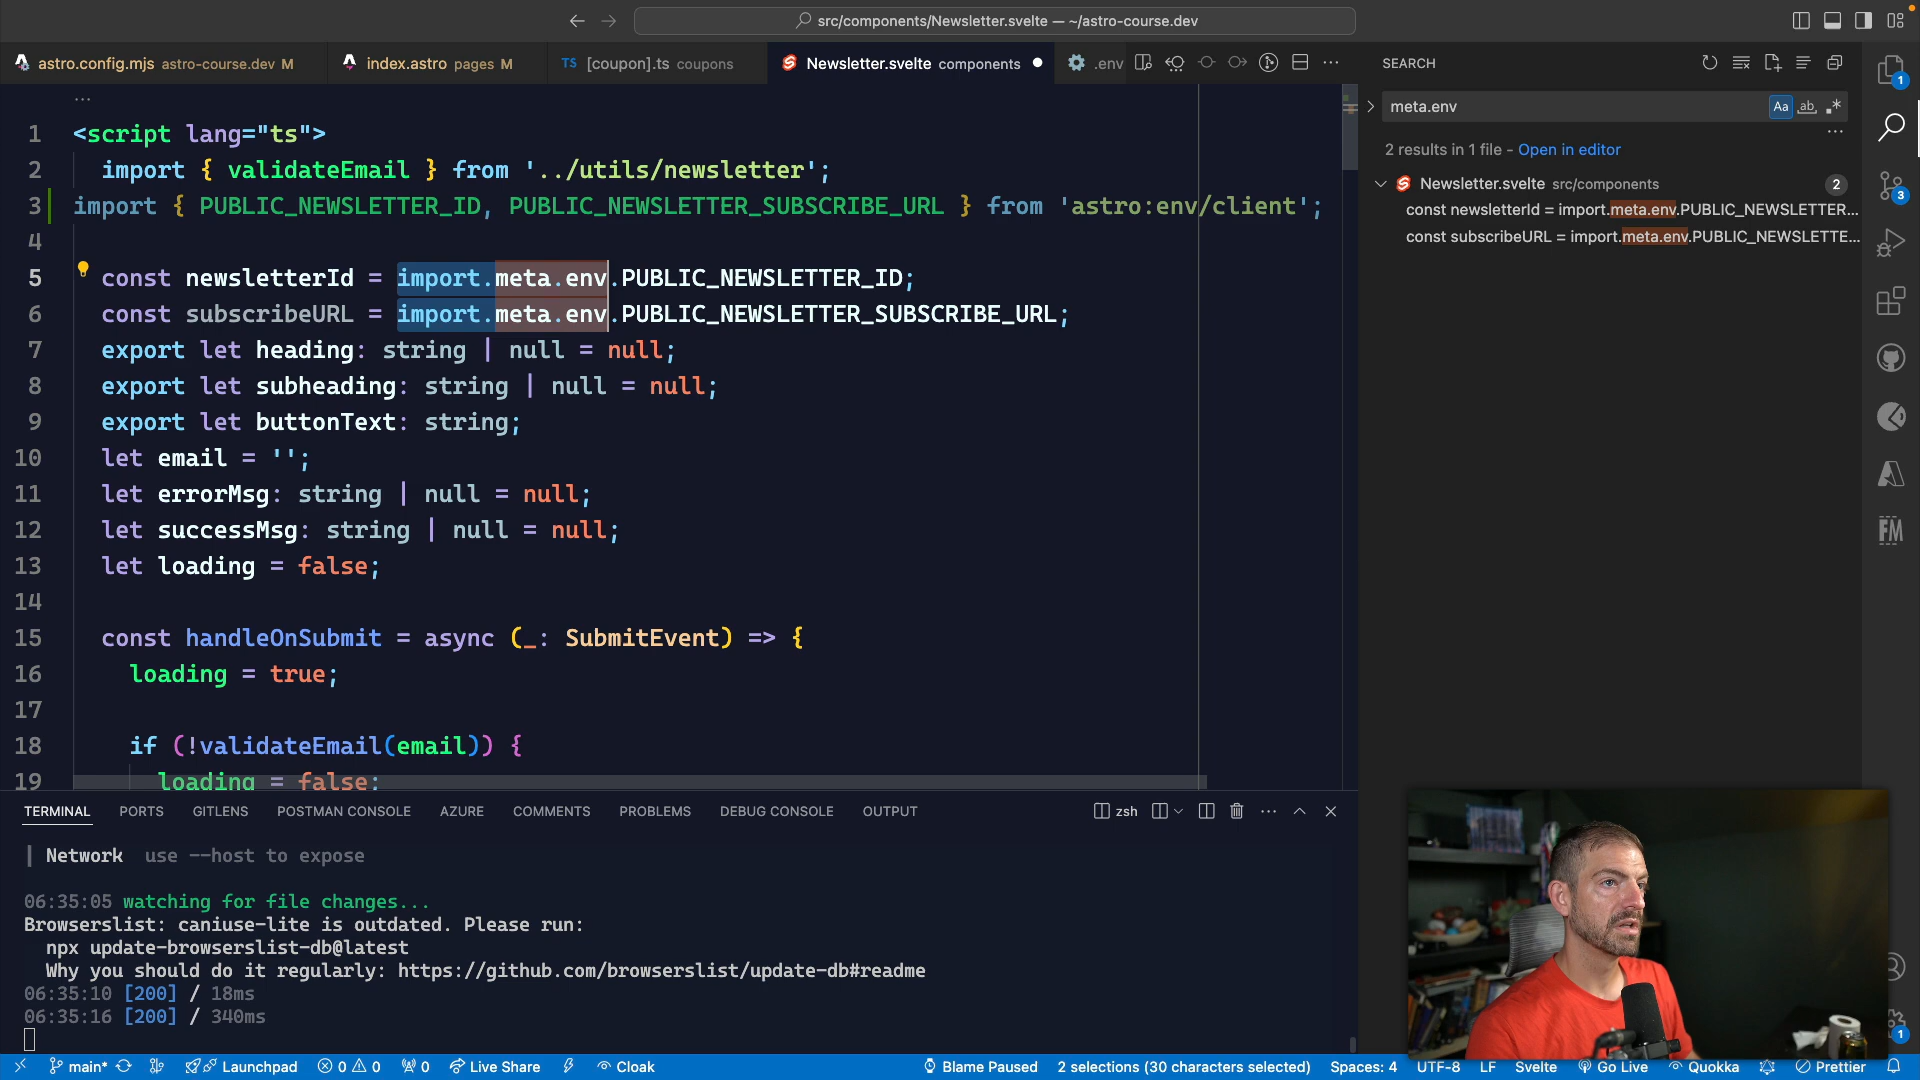 src/components/Newsletter.svelte — ~/astro-course.dev
astro.config.mjs astro-course.dev M
index.astro pages M
TS [coupon].ts coupons
Newsletter.svelte components
.env
...
1 <script lang="ts">
2 import { validateEmail } from '../utils/newsletter';
3 import { PUBLIC_NEWSLETTER_ID, PUBLIC_NEWSLETTER_SUBSCRIBE_URL } from 'astro:env/client';
4
5 const newsletterId = import.meta.env.PUBLIC_NEWSLETTER_ID;
6 const subscribeURL = import.meta.env.PUBLIC_NEWSLETTER_SUBSCRIBE_URL;
7 export let heading: string | null = null;
8 export let subheading: string | null = null;
9 export let buttonText: string;
10 let email = '';
11 let errorMsg: string | null = null;
12 let successMsg: string | null = null;
13 let loading = false;
14
15 const handleOnSubmit = async (_: SubmitEvent) => {
16 loading = true;
17
18 if (!validateEmail(email)) {
19 loading = false;
SEARCH
meta.env
Aa ab
2 results in 1 file - Open in editor
Newsletter.svelte src/components 2
const newsletterId = import.meta.env.PUBLIC_NEWSLETTER...
const subscribeURL = import.meta.env.PUBLIC_NEWSLETTE...
1
3
FM
1
TERMINAL PORTS GITLENS POSTMAN CONSOLE AZURE COMMENTS PROBLEMS DEBUG CONSOLE OUTPUT zsh
| Network use --host to expose
06:35:05 watching for file changes...
Browserslist: caniuse-lite is outdated. Please run:
npx update-browserslist-db@latest
Why you should do it regularly: https://github.com/browserslist/update-db#readme
06:35:10 [200] / 18ms
06:35:16 [200] / 340ms
main* Launchpad 0 0 0 Live Share Cloak Blame Paused 2 selections (30 characters selected) Spaces: 4 UTF-8 LF Svelte Go Live Quokka Prettier